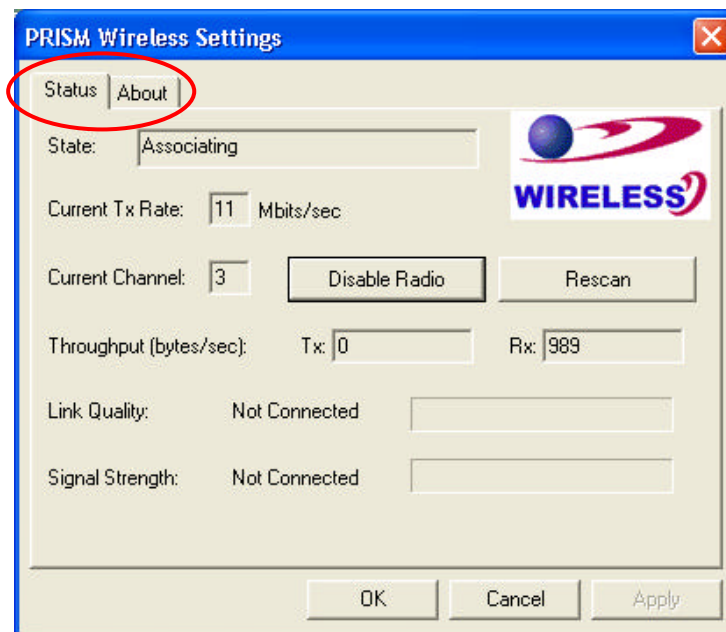 PRISM Wireless Settings
Status About
State: Associating
WIRELESS
Current Tx Rate: 11 Mbits/sec
Current Channel: 3 Disable Radio Rescan
Throughput (bytes/sec): Tx: 0 Rx: 989
Link Quality: Not Connected
Signal Strength: Not Connected
OK Cancel Apply